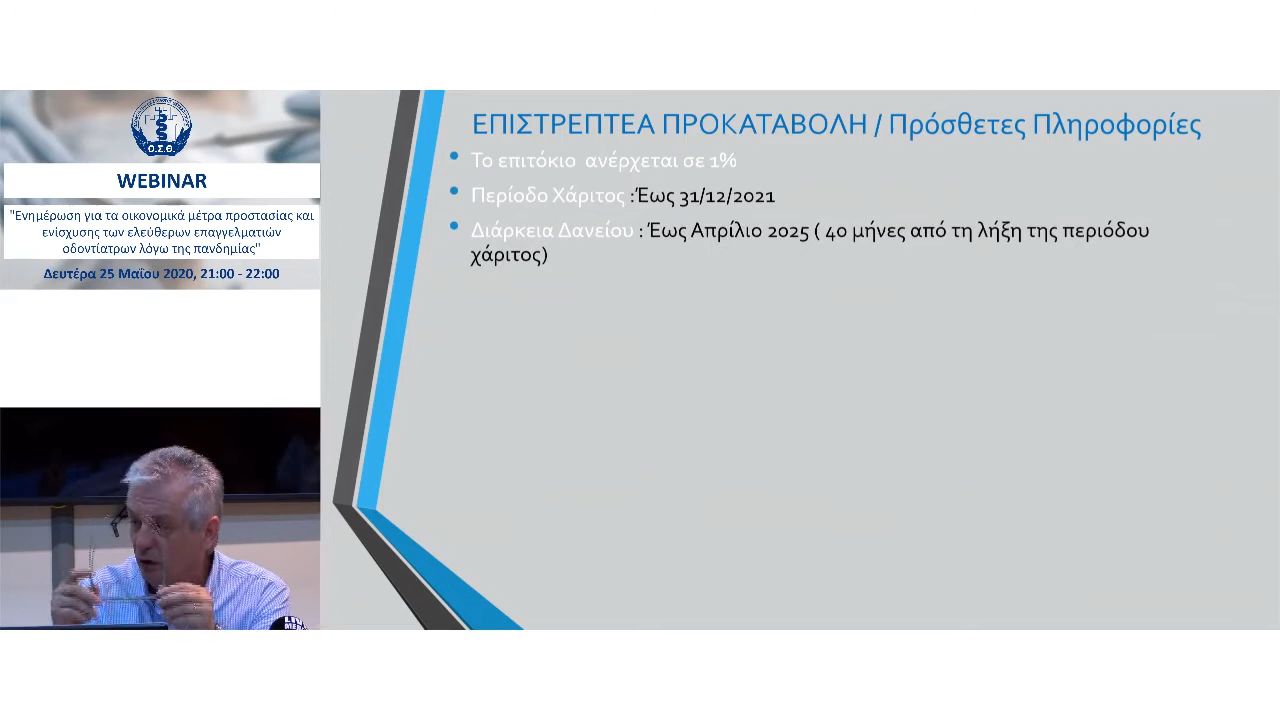 Ο.Σ.Θ.
WEBINAR
"Ενημέρωση για τα οικονομικά μέτρα προστασίας και
ενίσχυσης των ελεύθερων επαγγελματιών
οδοντίατρων λόγω της πανδημίας"
Δευτέρα 25 Μαΐου 2020, 21:00 - 22:00
ΕΠΙΣΤΡΕΠΤΕΑ ΠΡΟΚΑΤΑΒΟΛΗ / Πρόσθετες Πληροφορίες
Το επιτόκιο ανέρχεται σε 1%
Περίοδο Χάριτος :Έως 31/12/2021
Διάρκεια Δανείου : Έως Απρίλιο 2025 ( 40 μήνες από τη λήξη της περιόδου
χάριτος)